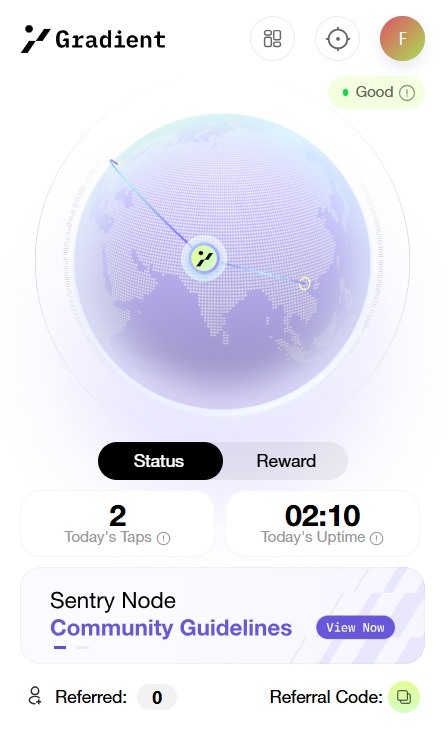 Gradient
F
Good
Status
Reward
2
Today's Taps
02:10
Today's Uptime
Sentry Node
Community Guidelines
View Now
Referred:
0
Referral Code: